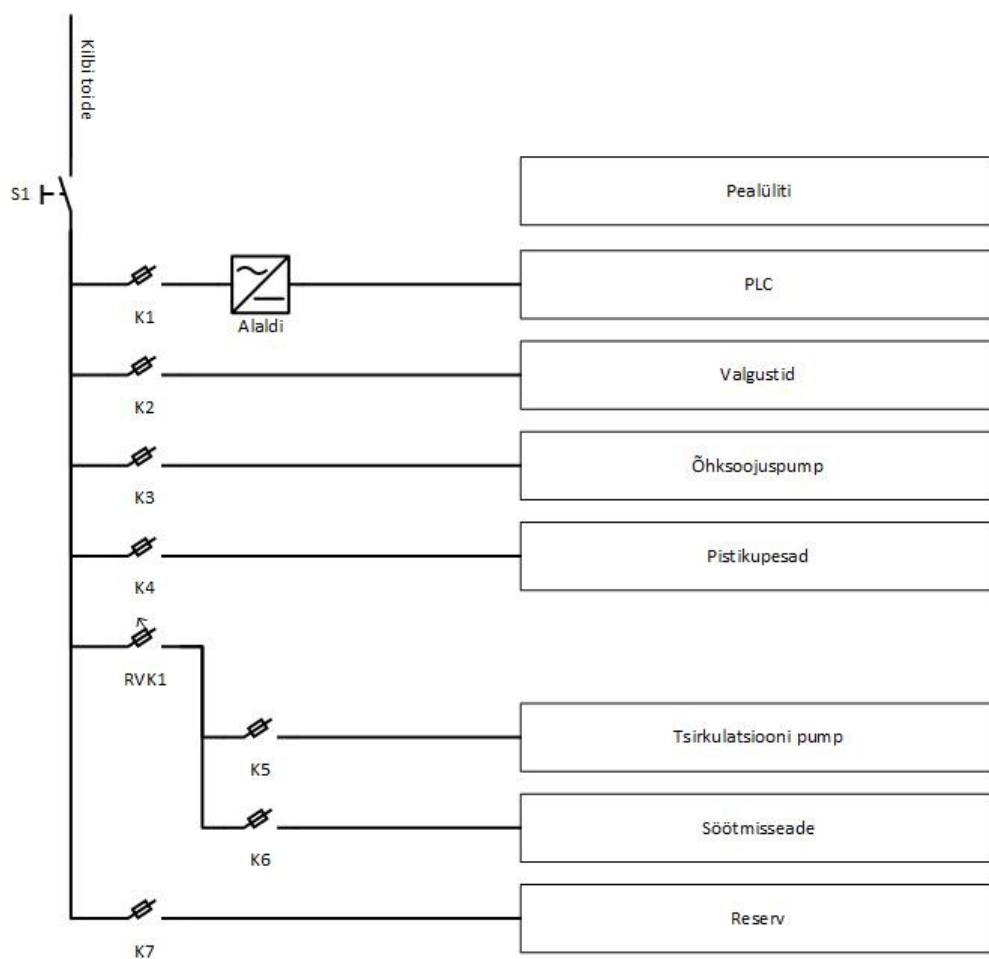 Kilbi toide
S1
Pealüliti
PLC
K1
Alaldi
Valgustid
K2
Õhksoojuspump
K3
Pistikupesad
K4
RVK1
Tsirkulatsiooni pump
K5
Söötmisseade
K6
Reserv
K7